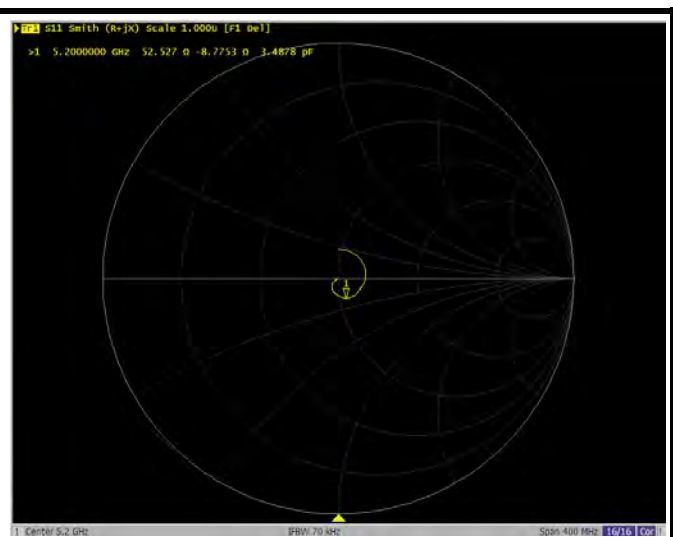 Tr1 S11 Smith (R+jX) Scale 1.000U [F1 Del]
>1 5.2000000 GHz 52.527 Ω -8.7753 Ω 3.4878 pF
1
1 Center 5.2 GHz IFBW 70 kHz Span 400 MHz 16/16 Cor !